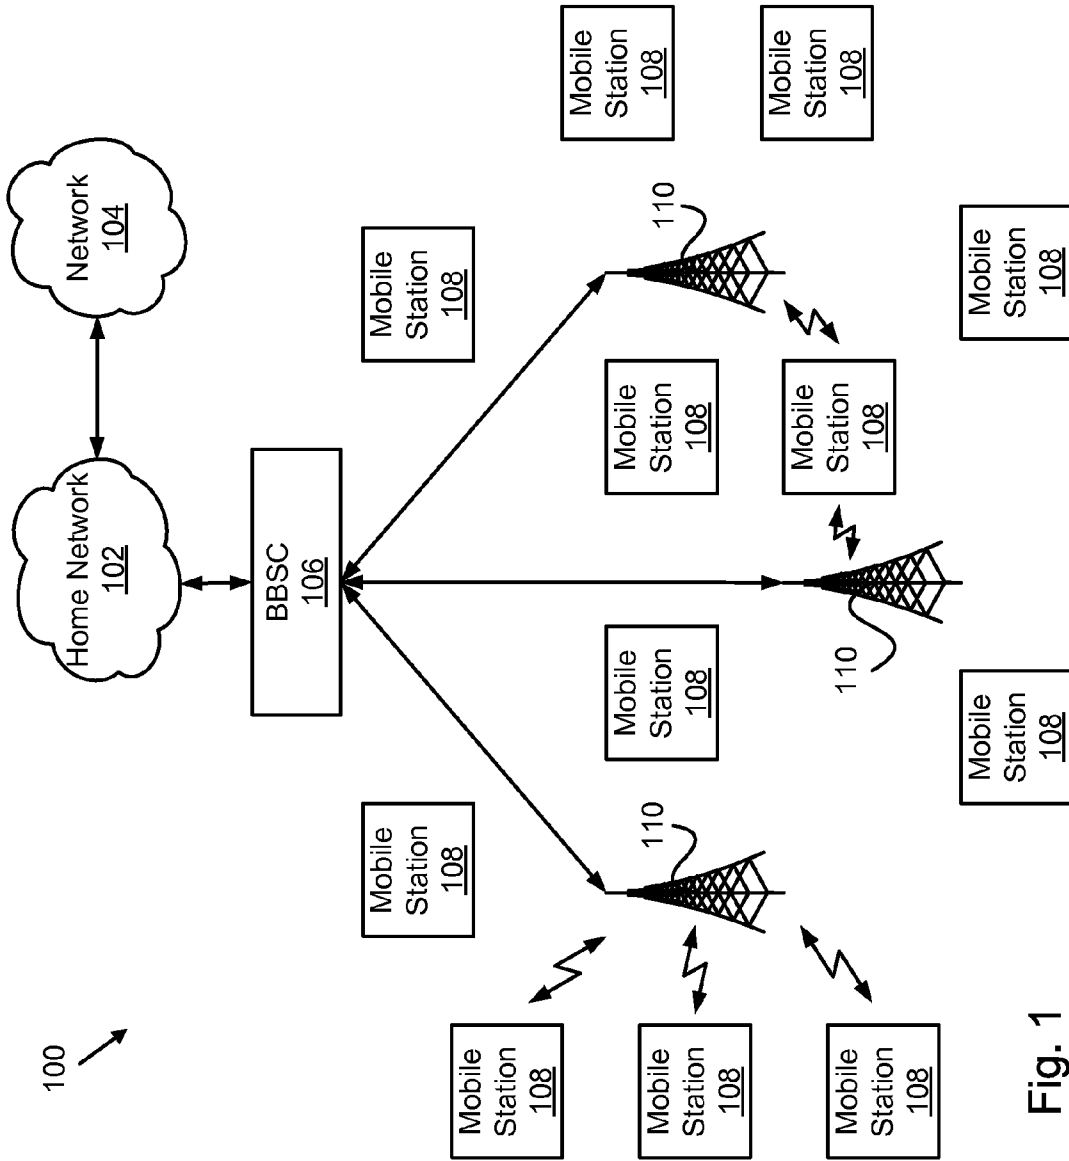 100
Home Network
102
Network
104
BBSC
106
Mobile
Station
108
Mobile
Station
108
Mobile
Station
108
Mobile
Station
108
Mobile
Station
108
Mobile
Station
108
Mobile
Station
108
110
110
Mobile
Station
108
Mobile
Station
108
Mobile
Station
108
110
Mobile
Station
108
Mobile
Station
108
Fig. 1